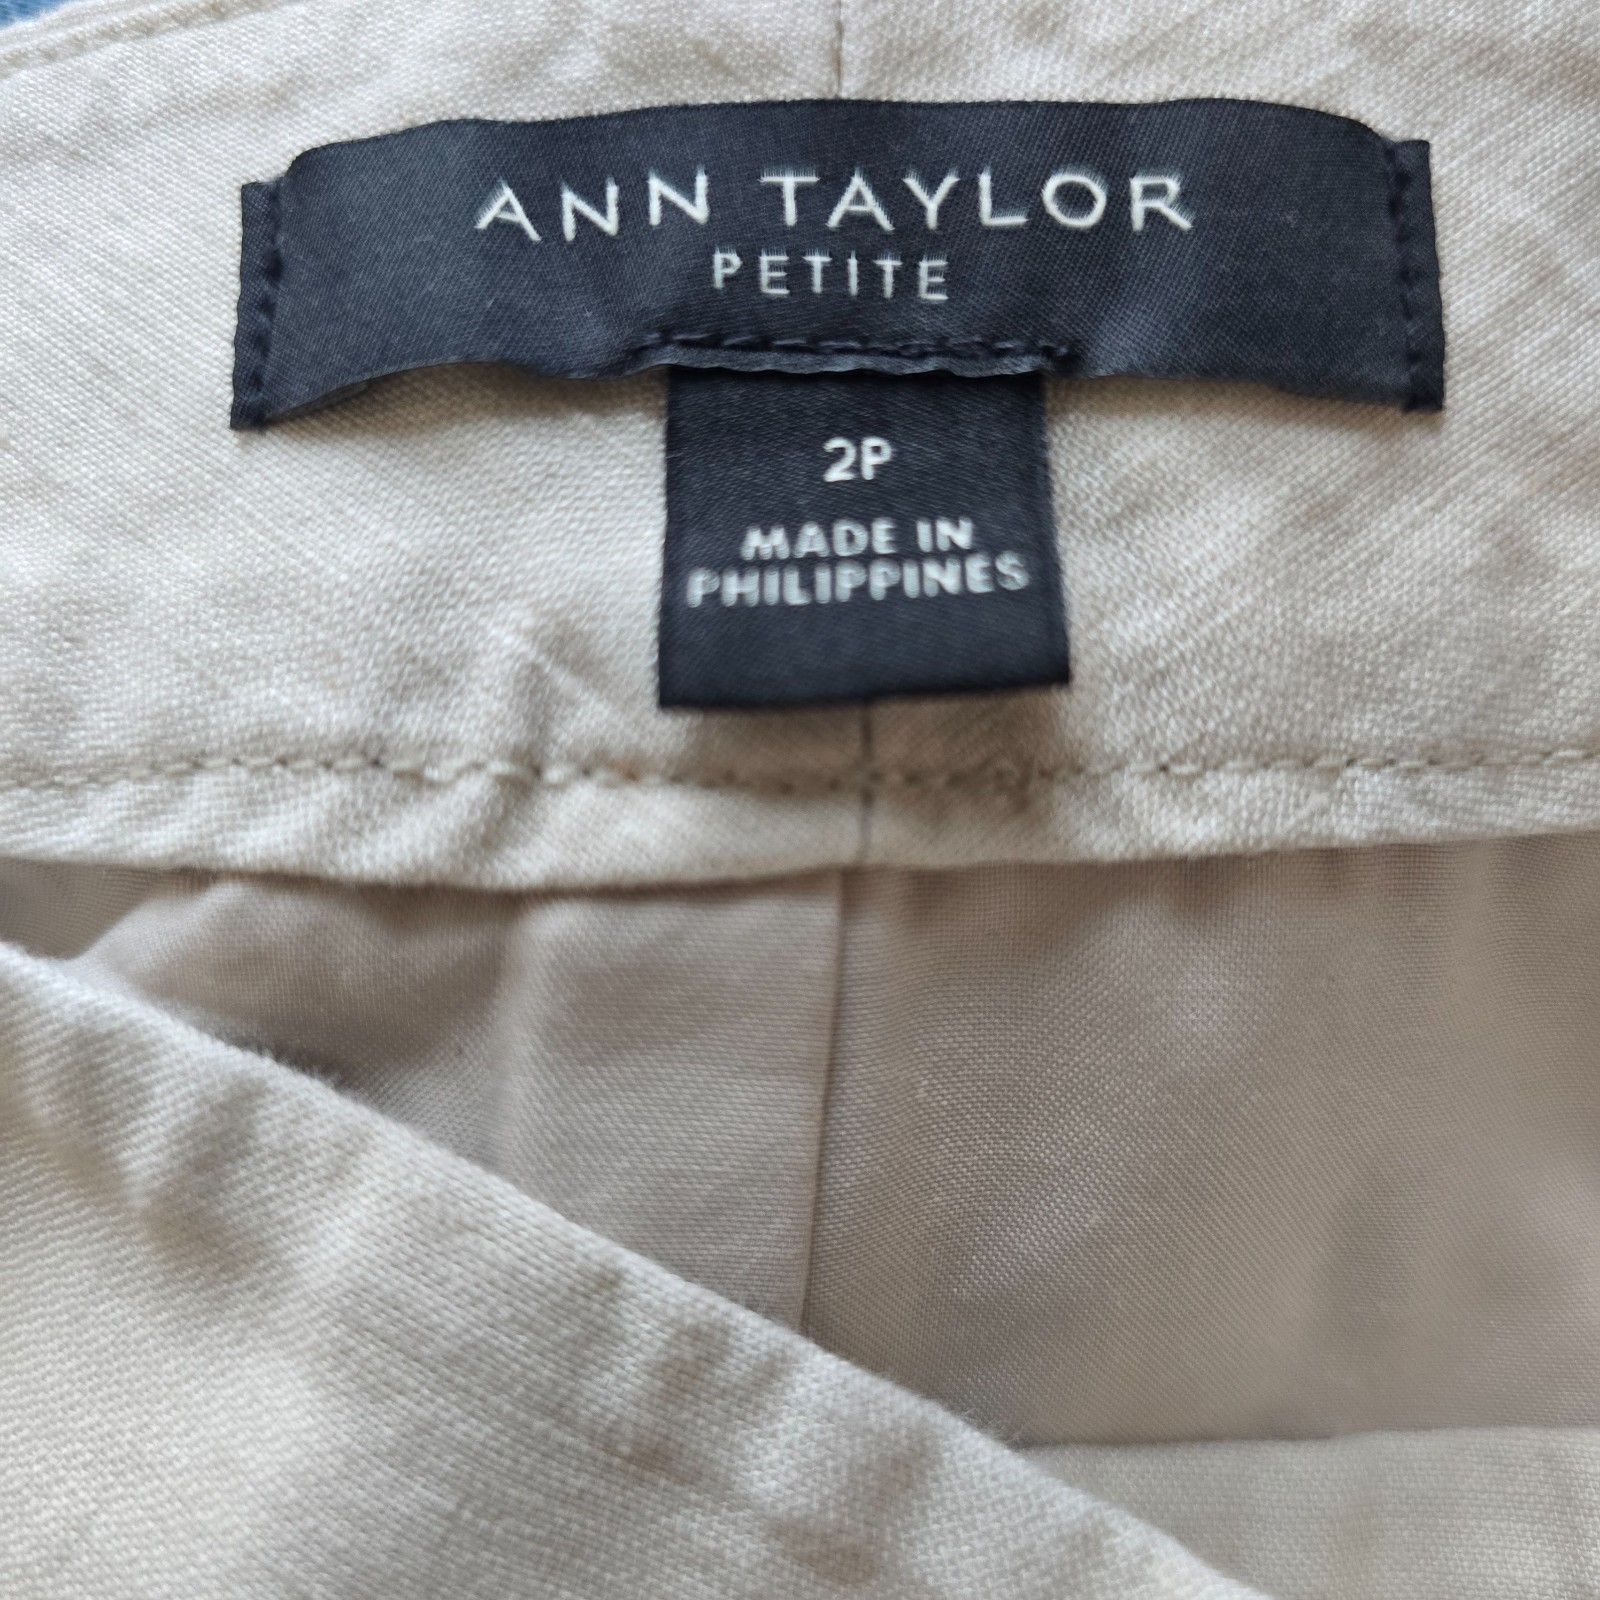 ANN TAYLOR
PETITE
2P
MADE IN
PHILIPPINES